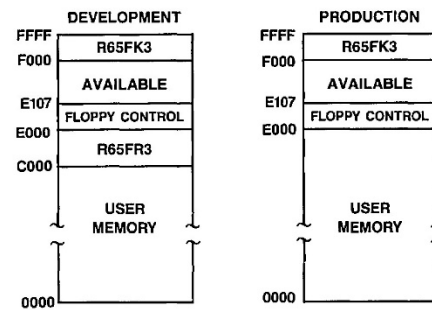 DEVELOPMENT
FFFF
R65FK3
F000
AVAILABLE
E107
FLOPPY CONTROL
E000
R65FR3
C000
USER
MEMORY
0000
PRODUCTION
FFFF
R65FK3
F000
AVAILABLE
E107
FLOPPY CONTROL
E000
USER
MEMORY
0000